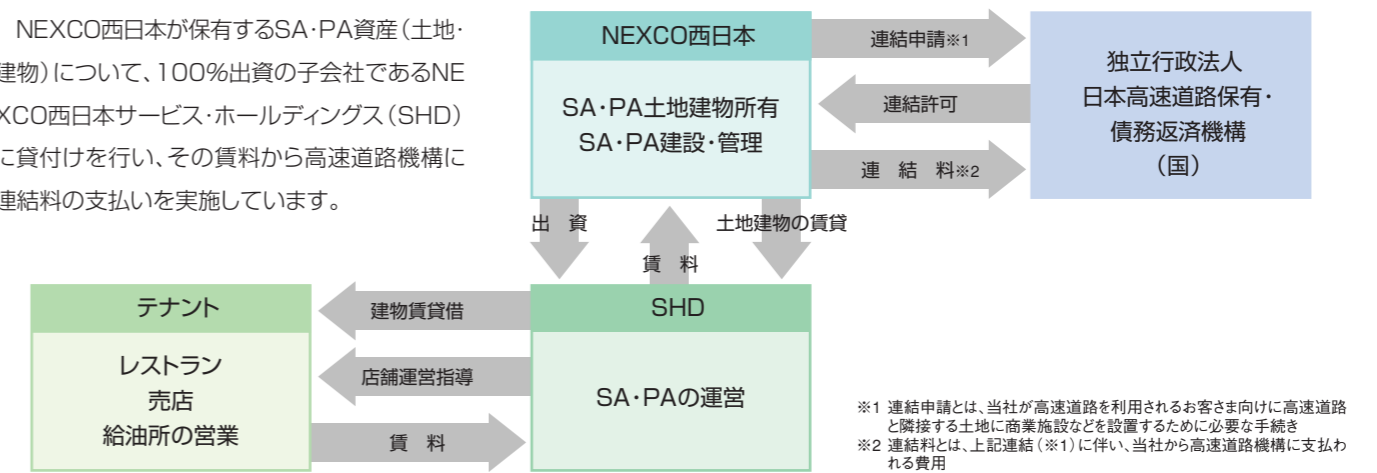 NEXCO西日本が保有するSA・PA資産（土地・
建物）について、100％出資の子会社であるNE
XCO西日本サービス・ホールディングス（SHD）
に貸付けを行い、その賃料から高速道路機構に
連結料の支払いを実施しています。
NEXCO西日本
SA・PA土地建物所有
SA・PA建設・管理
連結申請※1
連結許可
連　結　料※2
独立行政法人
日本高速道路保有・
債務返済機構
（国）
出　資
賃　料
土地建物の賃貸
テナント
レストラン
売店
給油所の営業
建物賃貸借
店舗運営指導
賃　料
SHD
SA・PAの運営
※1 連結申請とは、当社が高速道路を利用されるお客さま向けに高速道路
と隣接する土地に商業施設などを設置するために必要な手続き
※2 連結料とは、上記連結（※1）に伴い、当社から高速道路機構に支払わ
れる費用